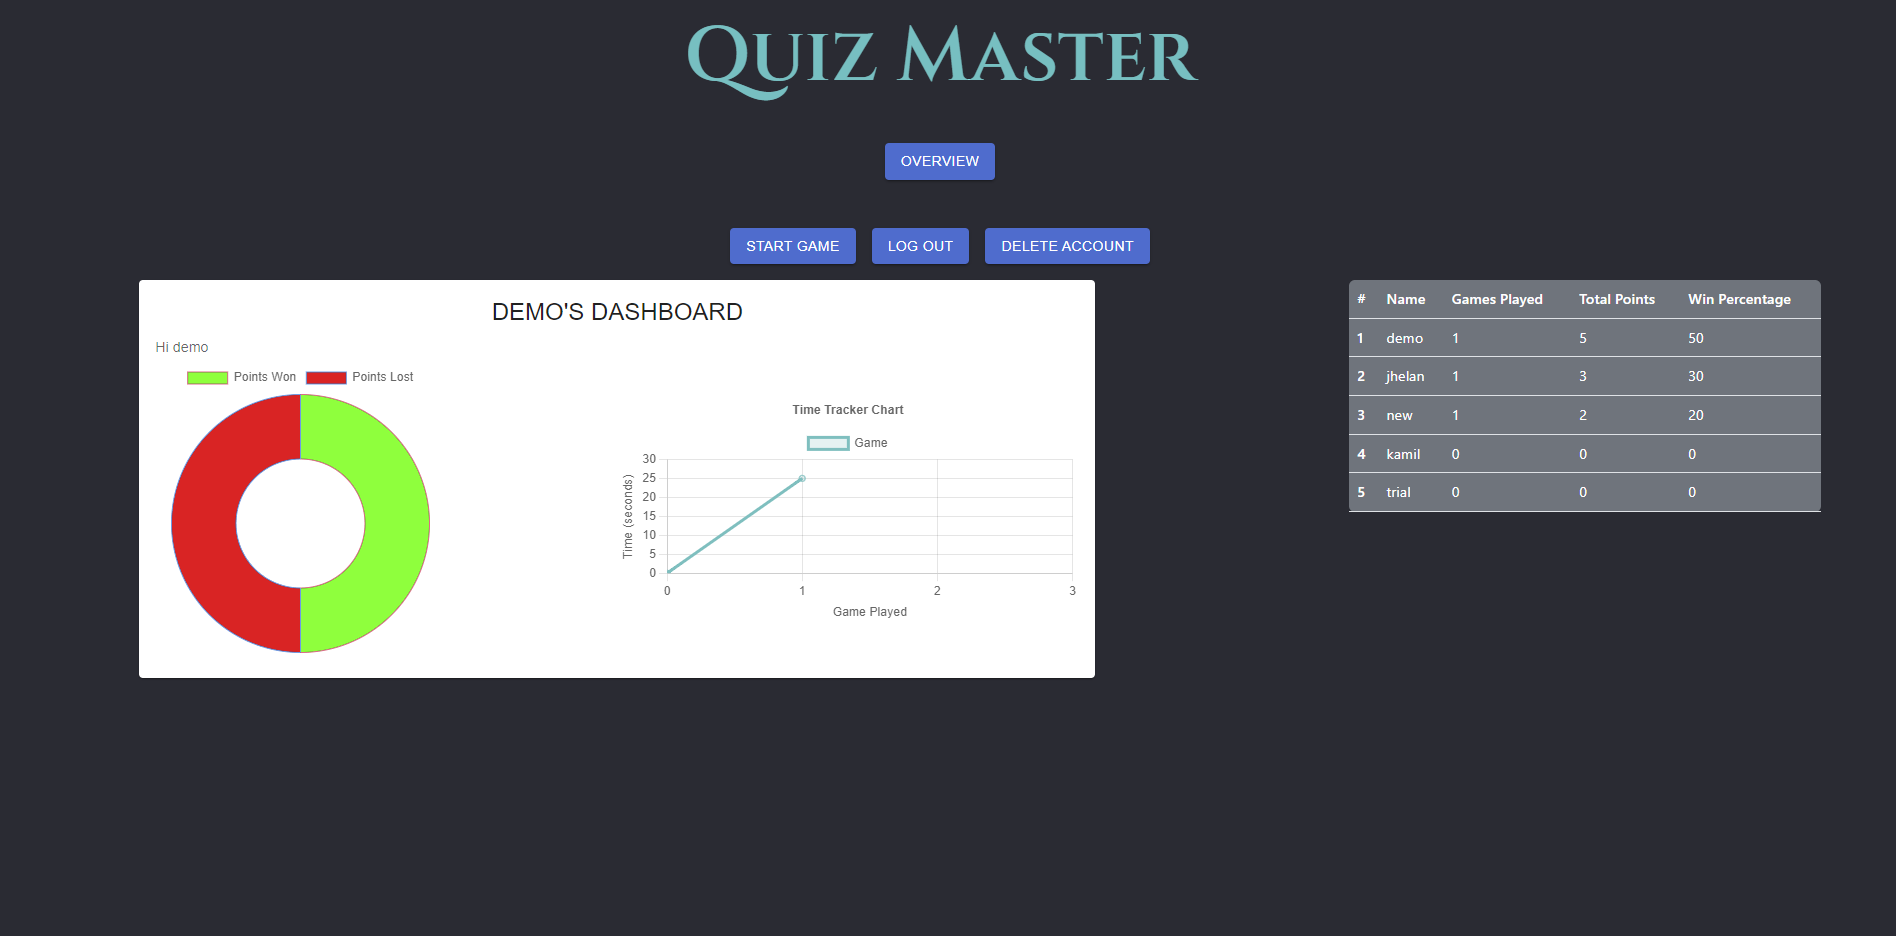 Quiz Master
OVERVIEW
START GAME LOG OUT DELETE ACCOUNT
DEMO'S DASHBOARD
Hi demo
Points Won Points Lost
Time Tracker Chart
Game
Time (seconds)
30
25
20
15
10
5
0
0 1 2 3
Game Played
# Name Games Played Total Points Win Percentage
1 demo 1 5 50
2 jhelan 1 3 30
3 new 1 2 20
4 kamil 0 0 0
5 trial 0 0 0